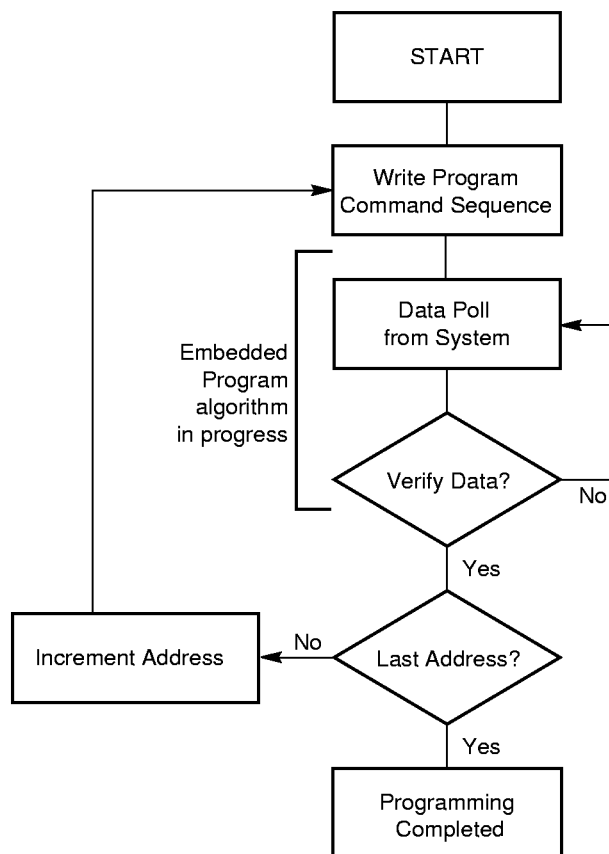 START
Write Program
Command Sequence
Data Poll
from System
Embedded
Program
algorithm
in progress
Verify Data?
No
Yes
Increment Address
No
Last Address?
Yes
Programming
Completed